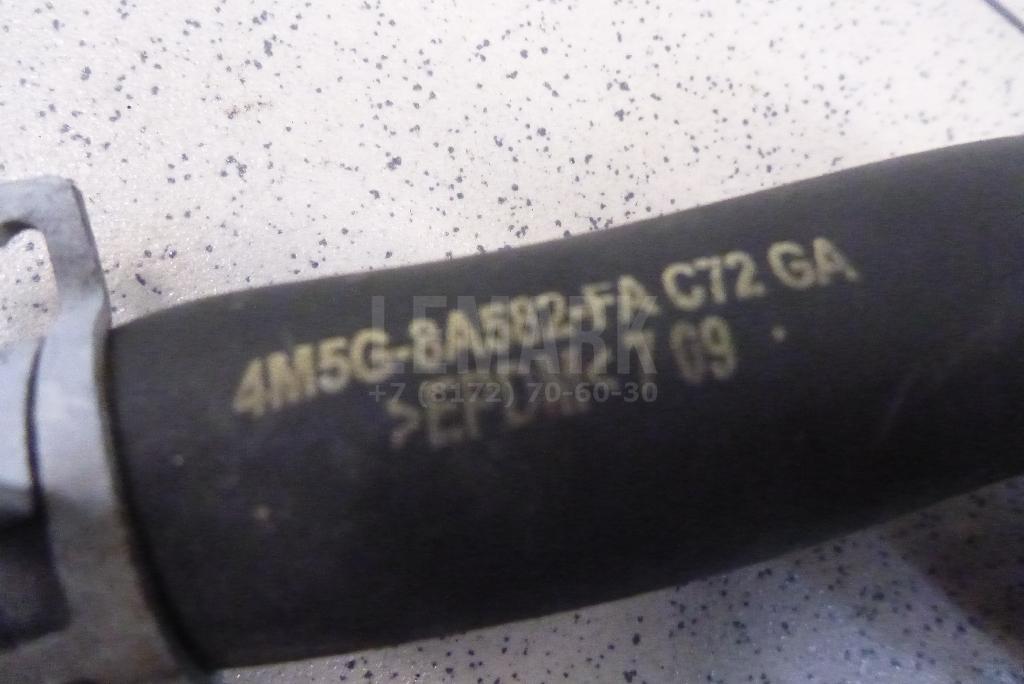 4M5G-8A582-FA C72 GA
LEMARK
09
+7 (8172) 70-60-30